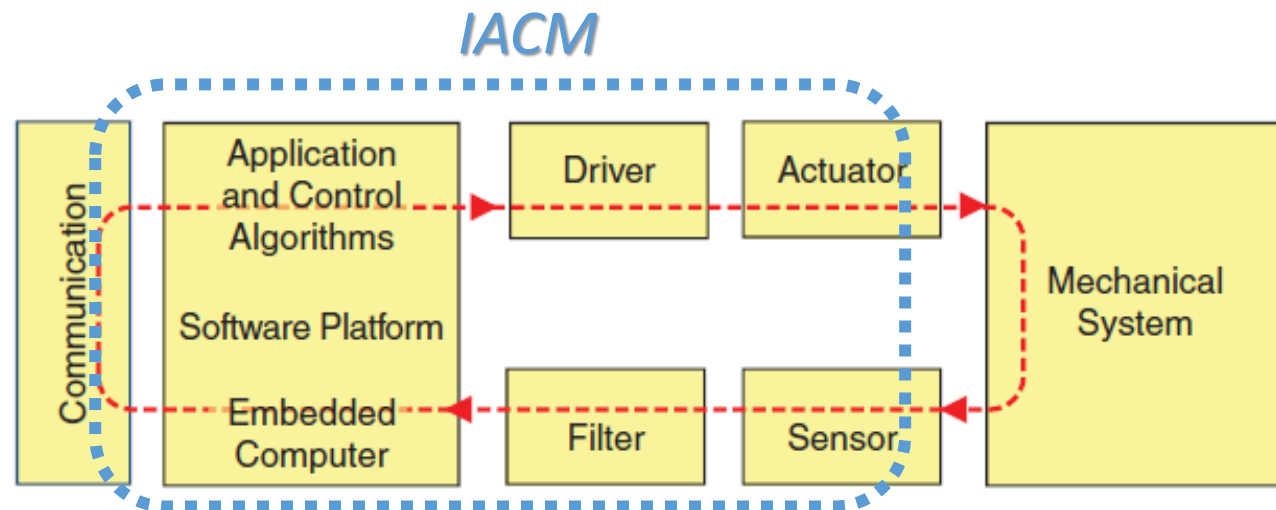 IACM
Communication
Application
and Control
Algorithms
Software Platform
Embedded
Computer
Driver
Actuator
Filter
Sensor
Mechanical
System